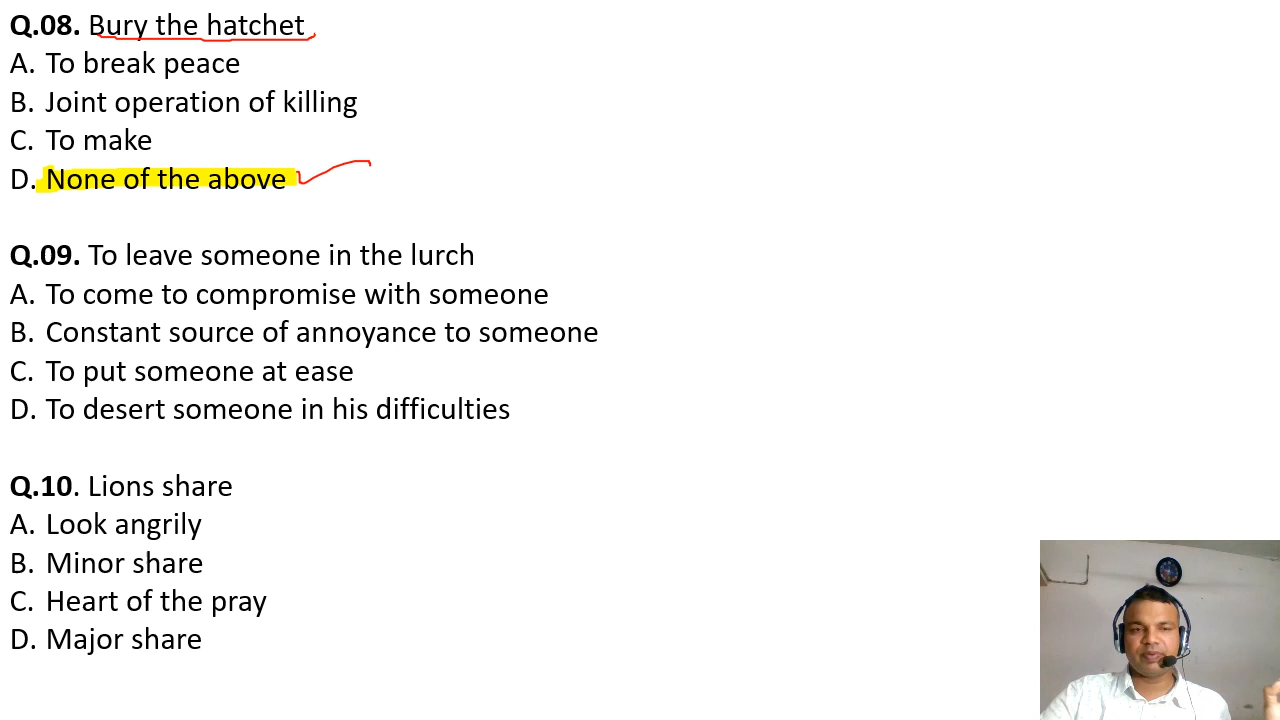 Q.08. Bury the hatchet
A. To break peace
B. Joint operation of killing
C. To make
D. None of the above
Q.09. To leave someone in the lurch
A. To come to compromise with someone
B. Constant source of annoyance to someone
C. To put someone at ease
D. To desert someone in his difficulties
Q.10. Lions share
A. Look angrily
B. Minor share
C. Heart of the pray
D. Major share